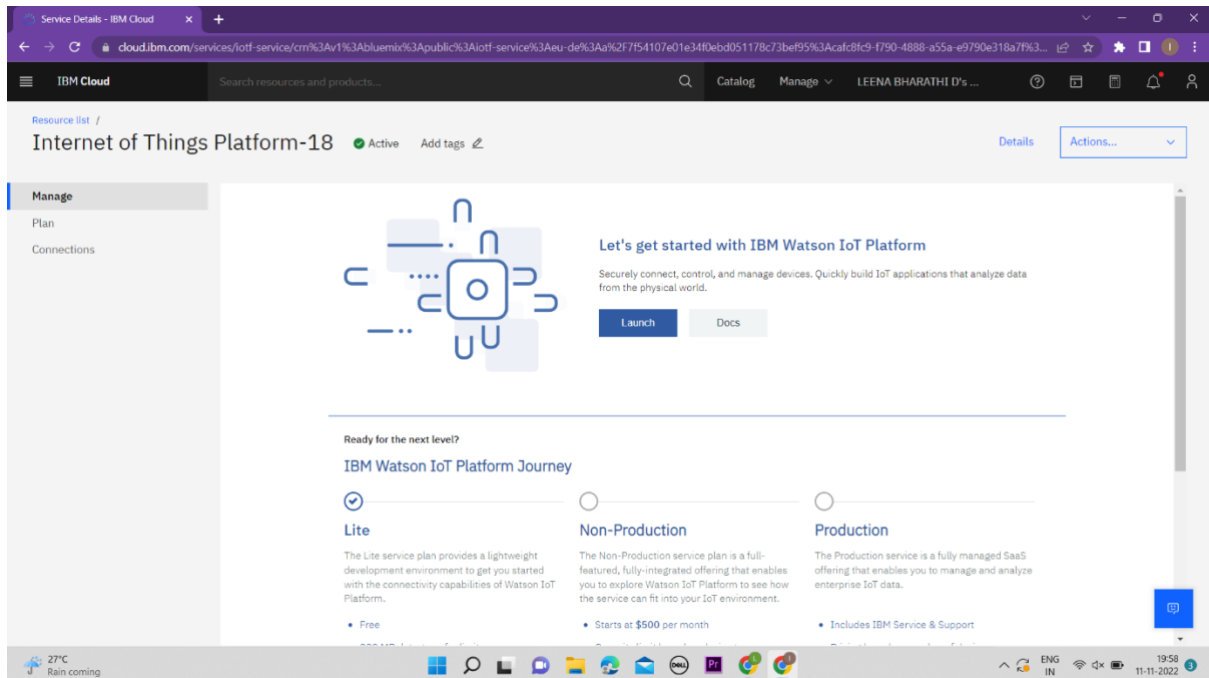 Service Details - IBM Cloud
cloud.ibm.com/services/iotf-service/crn%3Av1%3Abluemix%3Apublic%3Aiotf-service%3Aeu-de%3Aa%2F7f54107e01e34f0ebd051178c73bef95%3Acafc8fc9-f790-4888-a55a-e9790e318a7f%3...
IBM Cloud
Search resources and products...
Catalog
Manage
LEENA BHARATHI D's ...
Resource list /
Internet of Things Platform-18
Active
Add tags
Details
Actions...
Manage
Plan
Connections
Let's get started with IBM Watson IoT Platform
Securely connect, control, and manage devices. Quickly build IoT applications that analyze data
from the physical world.
Launch
Docs
Ready for the next level?
IBM Watson IoT Platform Journey
Lite
The Lite service plan provides a lightweight
development environment to get you started
with the connectivity capabilities of Watson IoT
Platform.
• Free
Non-Production
The Non-Production service plan is a full-
featured, fully-integrated offering that enables
you to explore Watson IoT Platform to see how
the service can fit into your IoT environment.
• Starts at $500 per month
Production
The Production service is a fully managed SaaS
offering that enables you to manage and analyze
enterprise IoT data.
• Includes IBM Service & Support
27°C
Rain coming
DELL
Pr
ENG
IN
19:58
11-11-2022
3